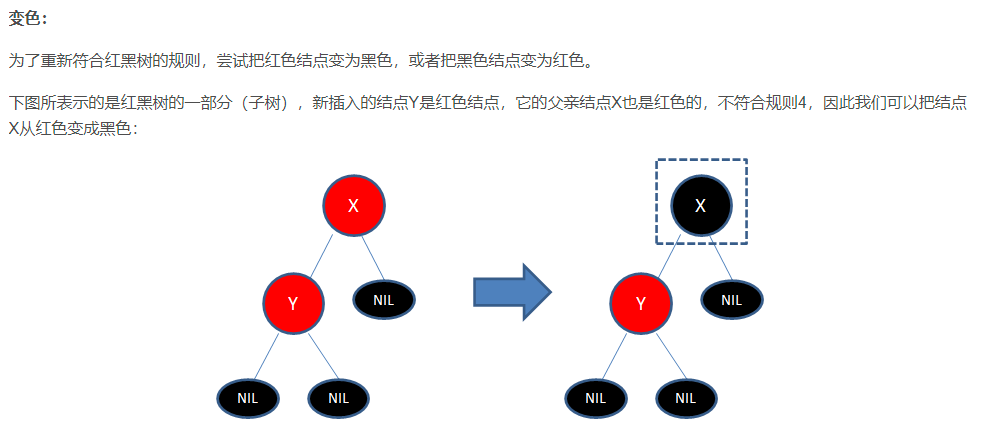 变色：
为了重新符合红黑树的规则，尝试把红色结点变为黑色，或者把黑色结点变为红色。
下图所表示的是红黑树的一部分（子树），新插入的结点Y是红色结点，它的父亲结点X也是红色的，不符合规则4，因此我们可以把结点
X从红色变成黑色：
X X
Y NIL Y NIL
NIL NIL NIL NIL